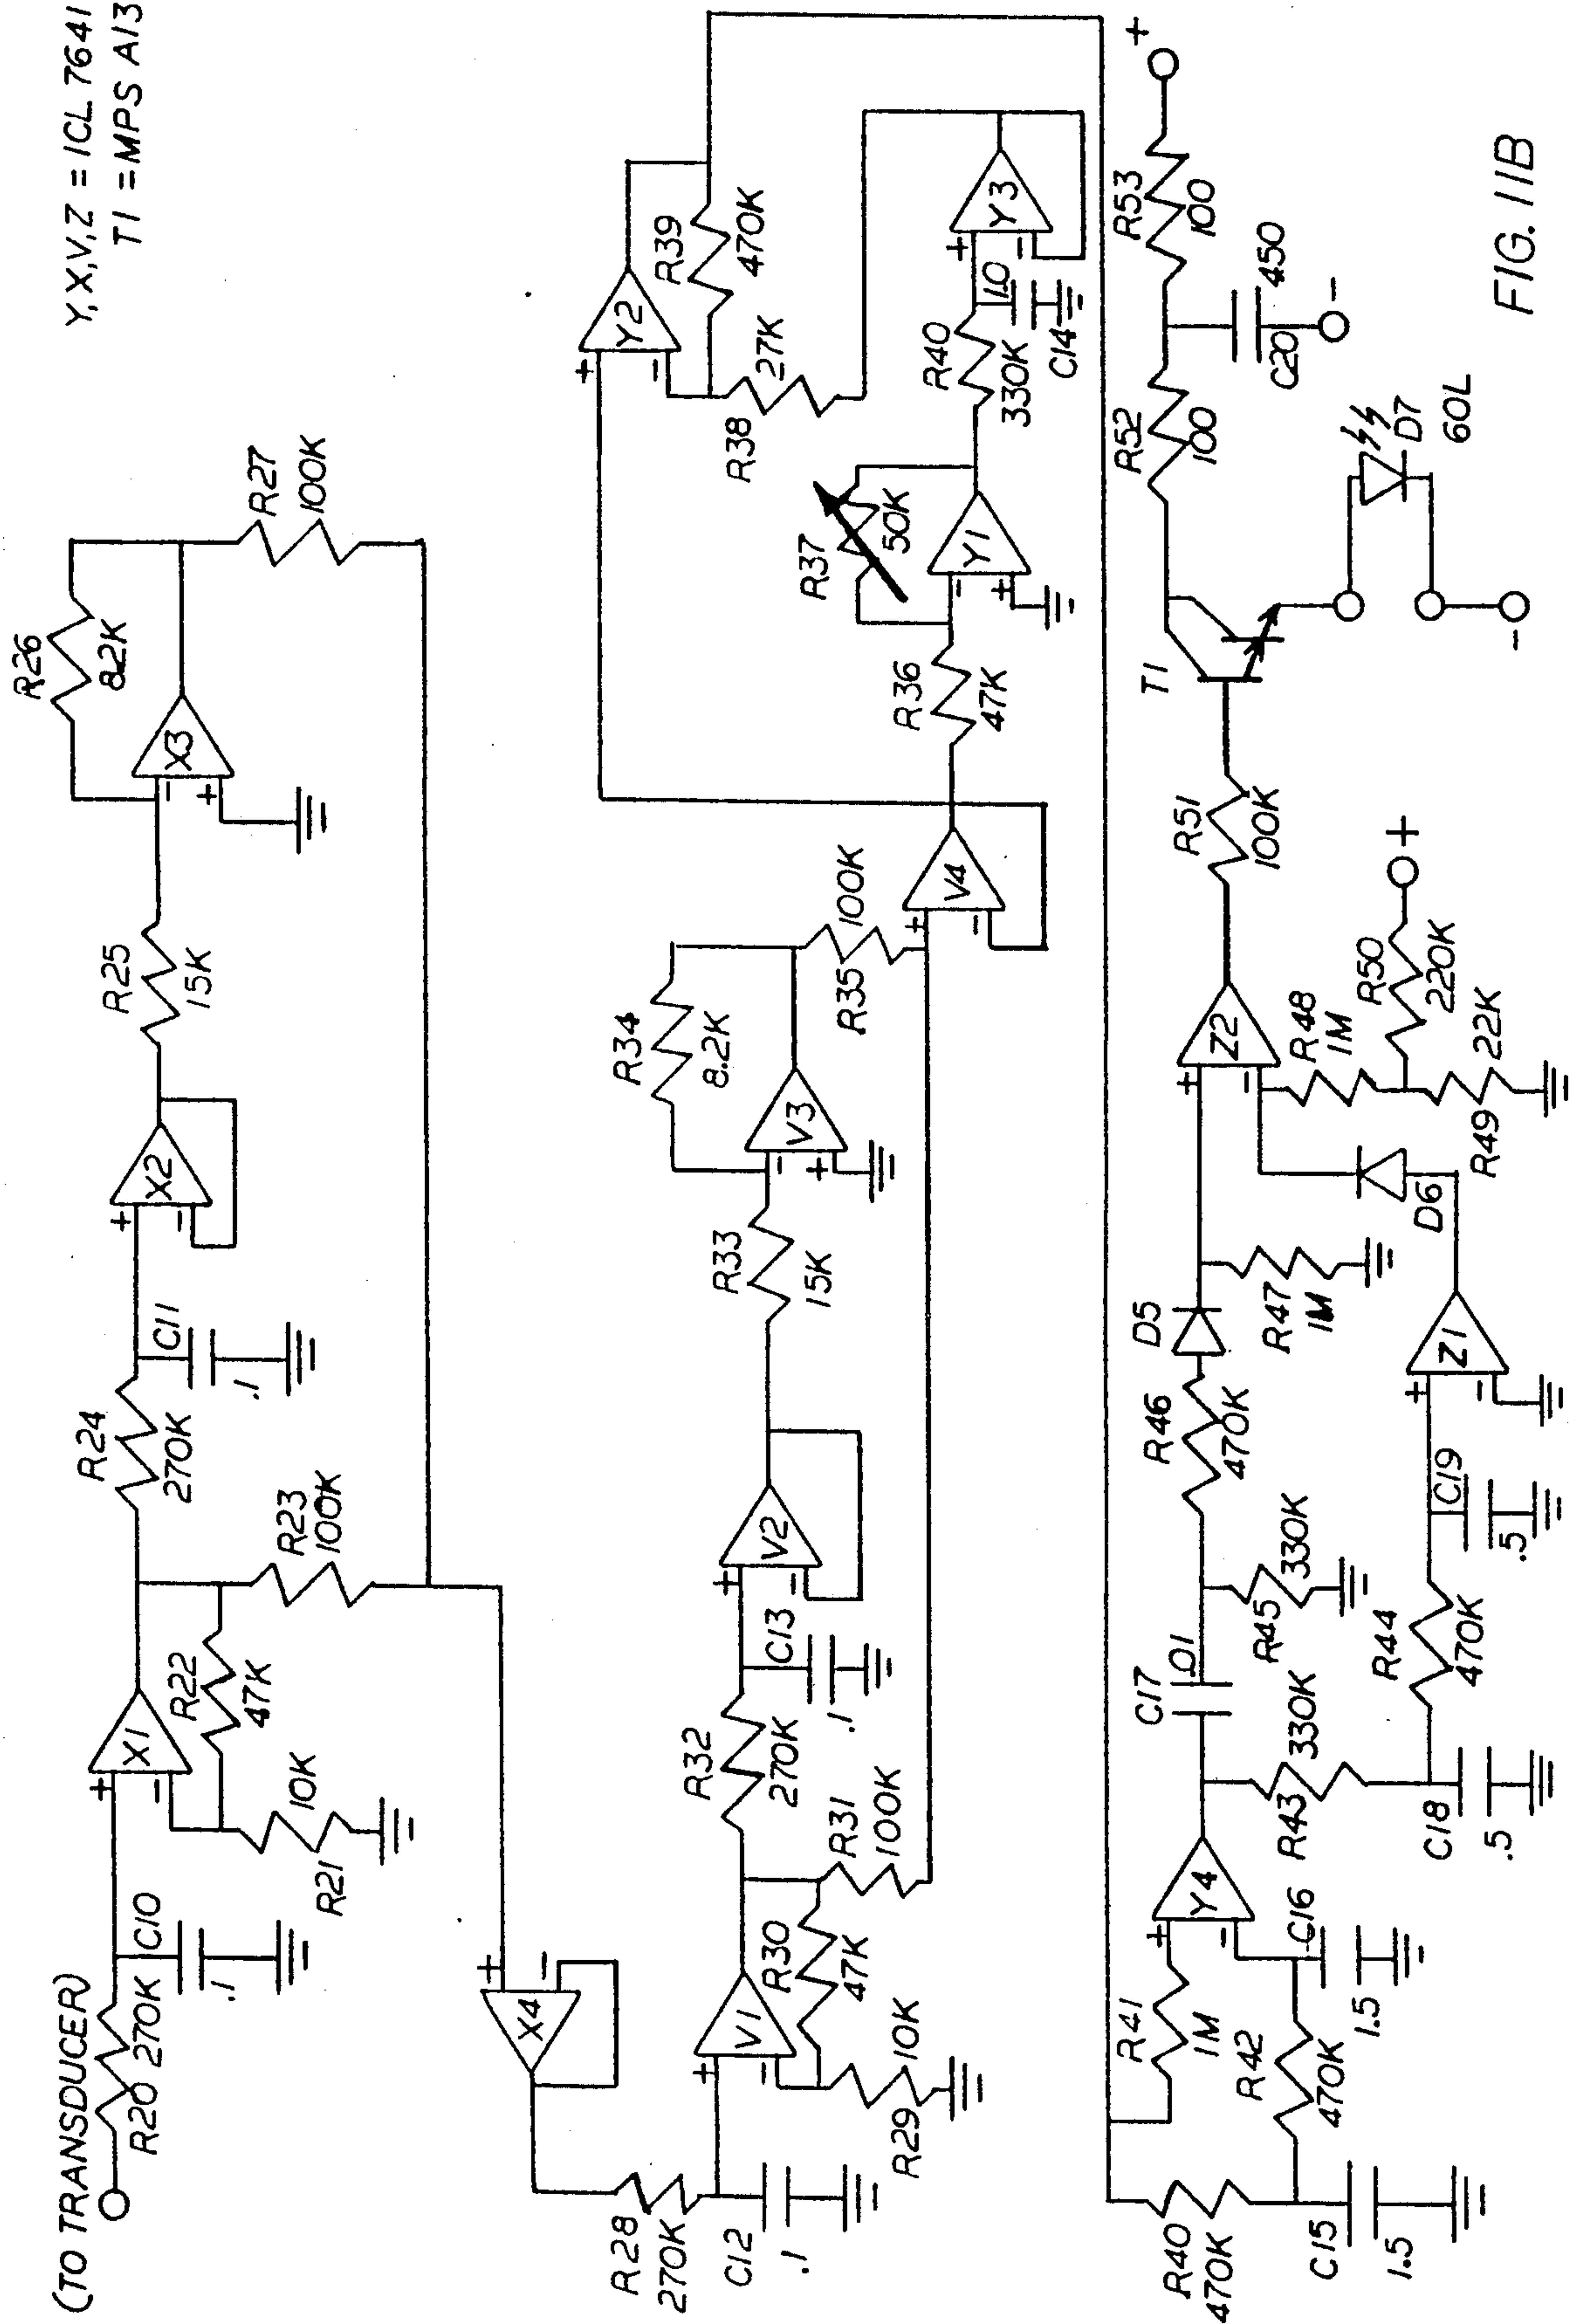 Y,X,V,Z = ICL 7641
T1 = MPS A13
(TO TRANSDUCER)
R20 270K
C10
.1
+
-
X1
R21
10K
R22
47K
R23
100K
R24
270K
C11
.1
+
-
X2
R25
15K
R26
8.2K
-
+
X3
R27
100K
+
-
X4
R28
270K
C12
.1
+
-
V1
R29
10K
R30
47K
R31
100K
R32
270K
C13
.1
+
-
V2
R33
15K
R34
8.2K
-
+
V3
R35
100K
+
-
V4
R36
47K
R37
50K
-
+
Y1
+
-
Y2
R38
27K
R39
470K
R40
330K
1.0
C14
+
-
Y3
R40
470K
C15
1.5
R41
1M
R42
470K
C16
1.5
+
-
Y4
C17
.01
R43
330K
C18
.5
R44
470K
C19
.5
R45
330K
R46
470K
D5
R47
1M
+
-
Z1
D6
+
-
Z2
R48
1M
R49
22K
R50
220K
+
R51
100K
T1
R52
100
R53
100
+
C20
450
-
D7
60L
-
FIG. 11B